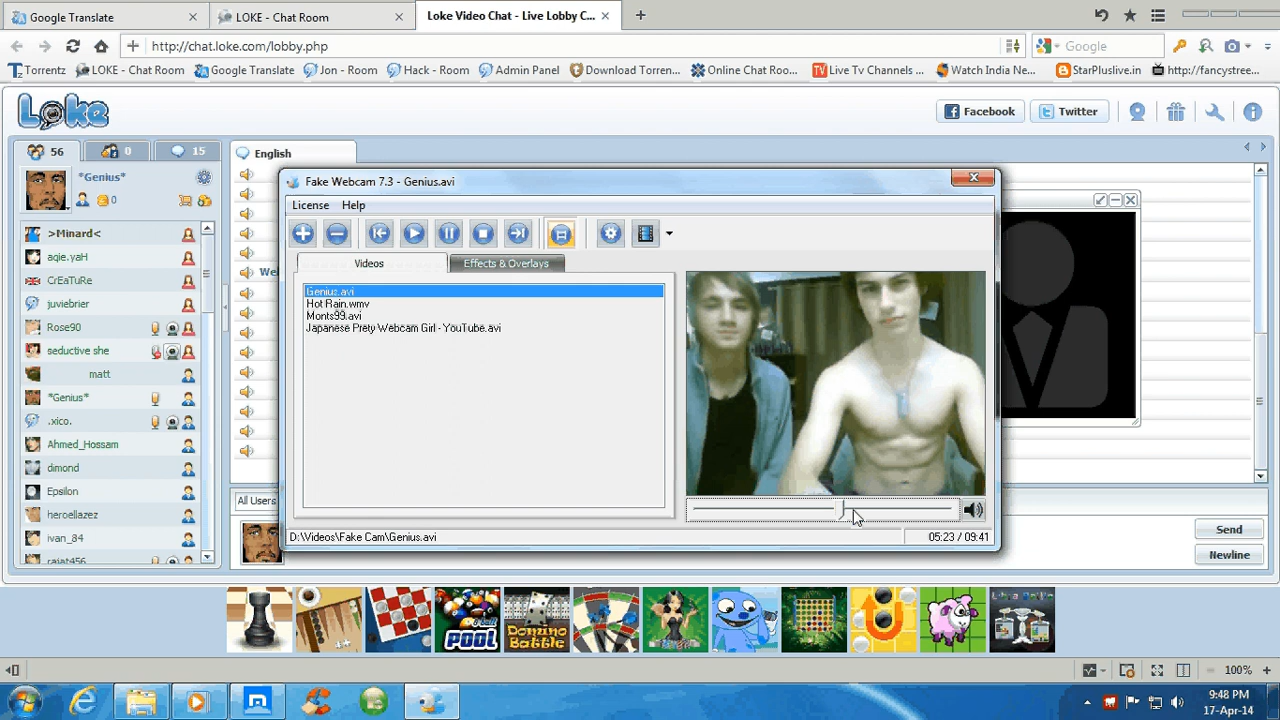 Google Translate
LOKE - Chat Room
Loke Video Chat - Live Lobby C...
http://chat.loke.com/lobby.php
Google
Torrentz
LOKE - Chat Room
Google Translate
Jon - Room
Hack - Room
Admin Panel
Download Torren...
Online Chat Roo...
Live Tv Channels ...
Watch India Ne...
StarPluslive.in
http://fancystree...
Loke
Facebook
Twitter
56
0
15
English
*Genius*
0
>Minard<
aqie.yaH
CrEaTuRe
juviebrier
Rose90
seductive she
matt
*Genius*
.xico.
Ahmed_Hossam
dimond
Epsilon
heroellazez
ivan_84
rajat456
We
Fake Webcam 7.3 - Genius.avi
License
Help
Videos
Effects & Overlays
Genius.avi
Hot Rain.wmv
Monts99.avi
Japanese Prety Webcam Girl - YouTube.avi
D:\Videos\Fake Cam\Genius.avi
05:23 / 09:41
All Users
Send
Newline
8 ball
POOL
Domino
Battle
100%
9:48 PM
17-Apr-14